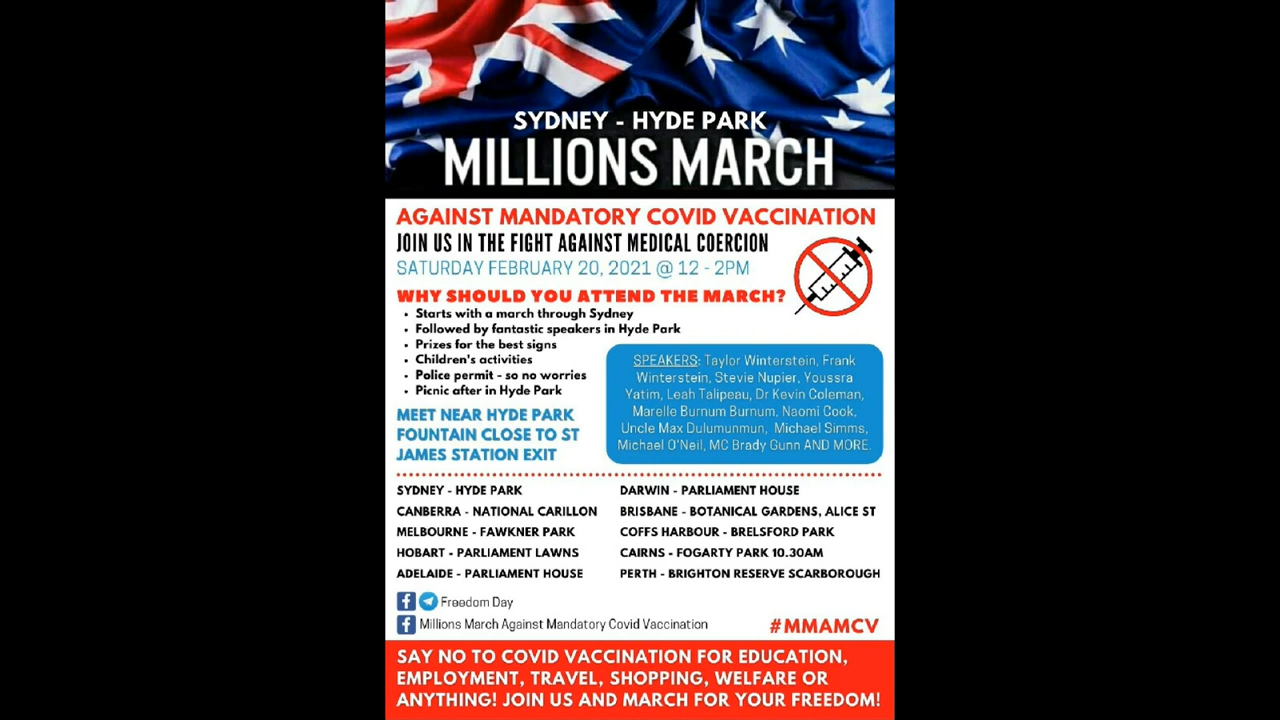 SYDNEY - HYDE PARK
MILLIONS MARCH
AGAINST MANDATORY COVID VACCINATION
JOIN US IN THE FIGHT AGAINST MEDICAL COERCION
SATURDAY FEBRUARY 20, 2021 @ 12 - 2PM
WHY SHOULD YOU ATTEND THE MARCH?
• Starts with a march through Sydney
• Followed by fantastic speakers in Hyde Park
• Prizes for the best signs
• Children's activities
• Police permit - so no worries
• Picnic after in Hyde Park
MEET NEAR HYDE PARK
FOUNTAIN CLOSE TO ST
JAMES STATION EXIT
SPEAKERS: Taylor Winterstein, Frank
Winterstein, Stevie Nupier, Youssra
Yatim, Leah Talipeau, Dr Kevin Coleman,
Marelle Burnum Burnum, Naomi Cook,
Uncle Max Dulumunmun, Michael Simms,
Michael O'Neil, MC Brady Gunn AND MORE.
SYDNEY - HYDE PARK
CANBERRA - NATIONAL CARILLON
MELBOURNE - FAWKNER PARK
HOBART - PARLIAMENT LAWNS
ADELAIDE - PARLIAMENT HOUSE
DARWIN - PARLIAMENT HOUSE
BRISBANE - BOTANICAL GARDENS, ALICE ST
COFFS HARBOUR - BRELSFORD PARK
CAIRNS - FOGARTY PARK 10.30AM
PERTH - BRIGHTON RESERVE SCARBOROUGH
Freedom Day
Millions March Against Mandatory Covid Vaccination
#MMAMCV
SAY NO TO COVID VACCINATION FOR EDUCATION,
EMPLOYMENT, TRAVEL, SHOPPING, WELFARE OR
ANYTHING! JOIN US AND MARCH FOR YOUR FREEDOM!